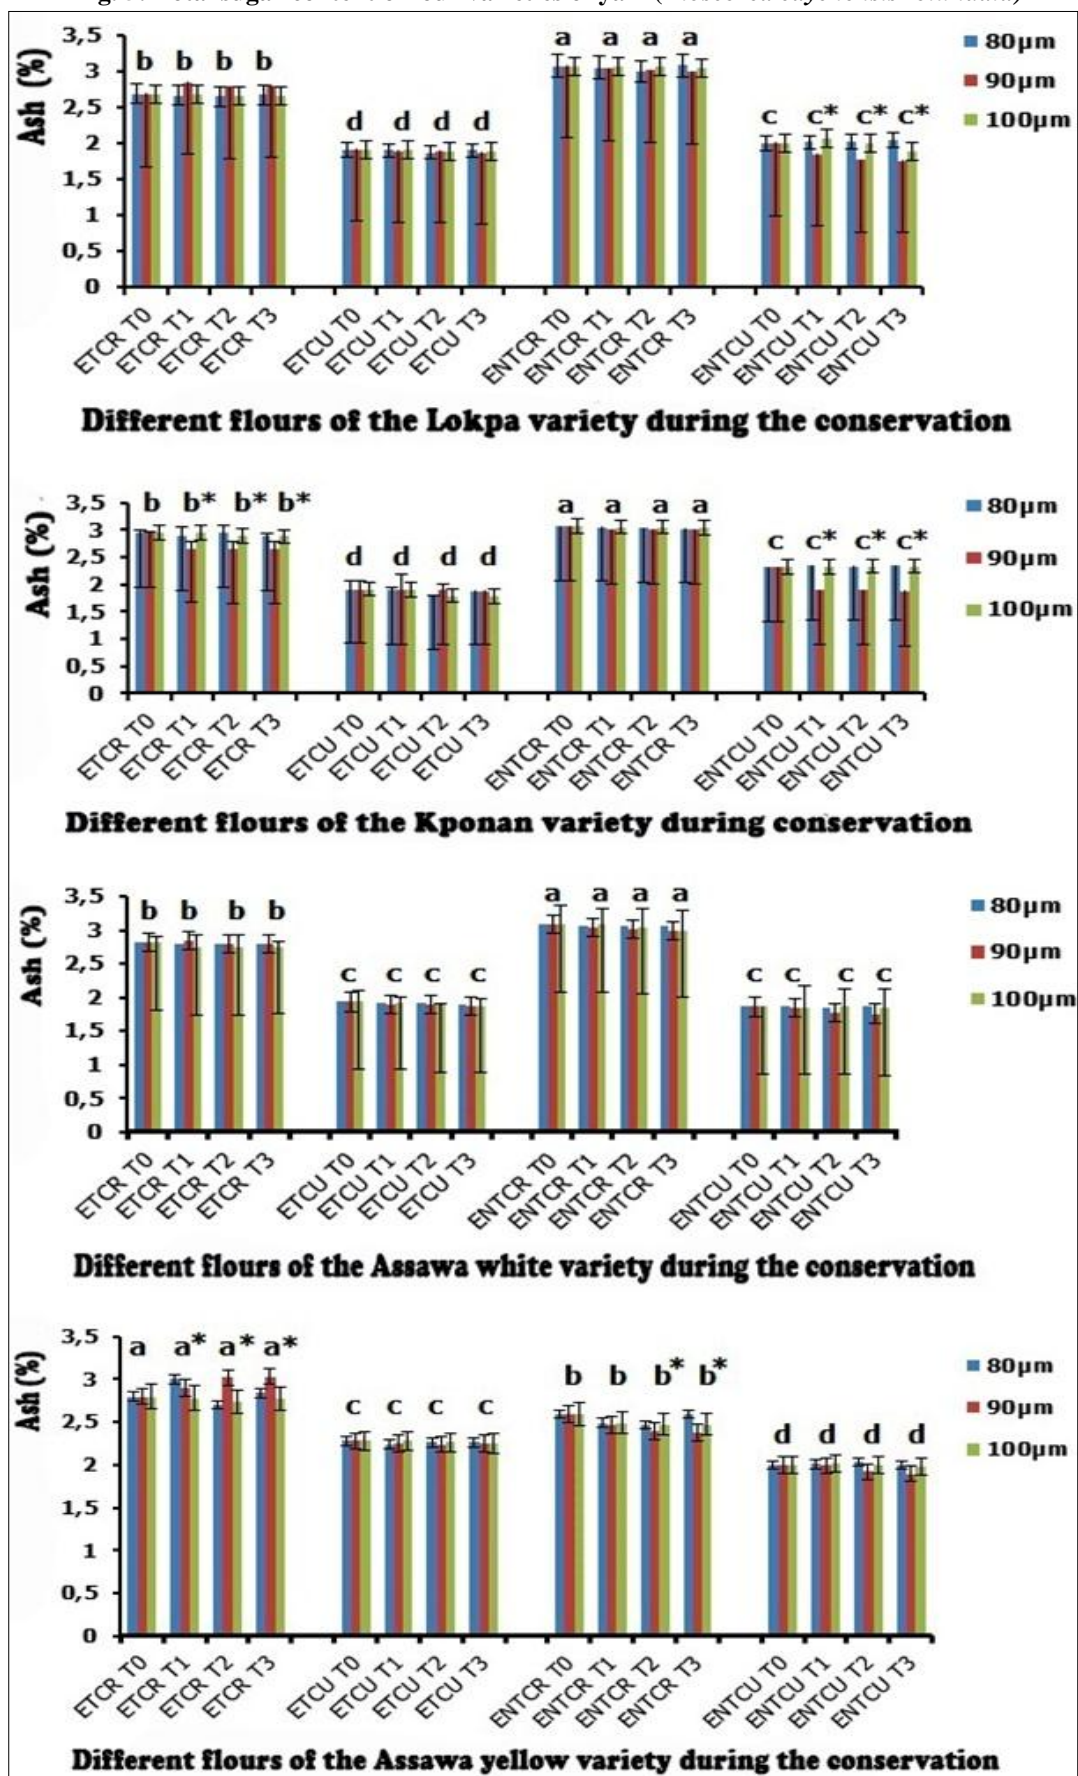 3,5
3
2,5
2
1,5
1
0,5
0
Ash (%)
b b b b d d d d a a a a c c* c* c*
80µm
90µm
100µm
ETCR T0 ETCR T1 ETCR T2 ETCR T3 ETCU T0 ETCU T1 ETCU T2 ETCU T3 ENTCR T0 ENTCR T1 ENTCR T2 ENTCR T3 ENTCU T0 ENTCU T1 ENTCU T2 ENTCU T3
Different flours of the Lokpa variety during the conservation
3,5
3
2,5
2
1,5
1
0,5
0
Ash (%)
b b* b* b* d d d d a a a a c c* c* c*
80µm
90µm
100µm
ETCR T0 ETCR T1 ETCR T2 ETCR T3 ETCU T0 ETCU T1 ETCU T2 ETCU T3 ENTCR T0 ENTCR T1 ENTCR T2 ENTCR T3 ENTCU T0 ENTCU T1 ENTCU T2 ENTCU T3
Different flours of the Kponan variety during conservation
3,5
3
2,5
2
1,5
1
0,5
0
Ash (%)
b b b b c c c c a a a a c c c c
80µm
90µm
100µm
ETCR T0 ETCR T1 ETCR T2 ETCR T3 ETCU T0 ETCU T1 ETCU T2 ETCU T3 ENTCR T0 ENTCR T1 ENTCR T2 ENTCR T3 ENTCU T0 ENTCU T1 ENTCU T2 ENTCU T3
Different flours of the Assawa white variety during the conservation
3,5
3
2,5
2
1,5
1
0,5
0
Ash (%)
a a* a* a* c c c c b b b* b* d d d d
80µm
90µm
100µm
ETCR T0 ETCR T1 ETCR T2 ETCR T3 ETCU T0 ETCU T1 ETCU T2 ETCU T3 ENTCR T0 ENTCR T1 ENTCR T2 ENTCR T3 ENTCU T0 ENTCU T1 ENTCU T2 ENTCU T3
Different flours of the Assawa yellow variety during the conservation